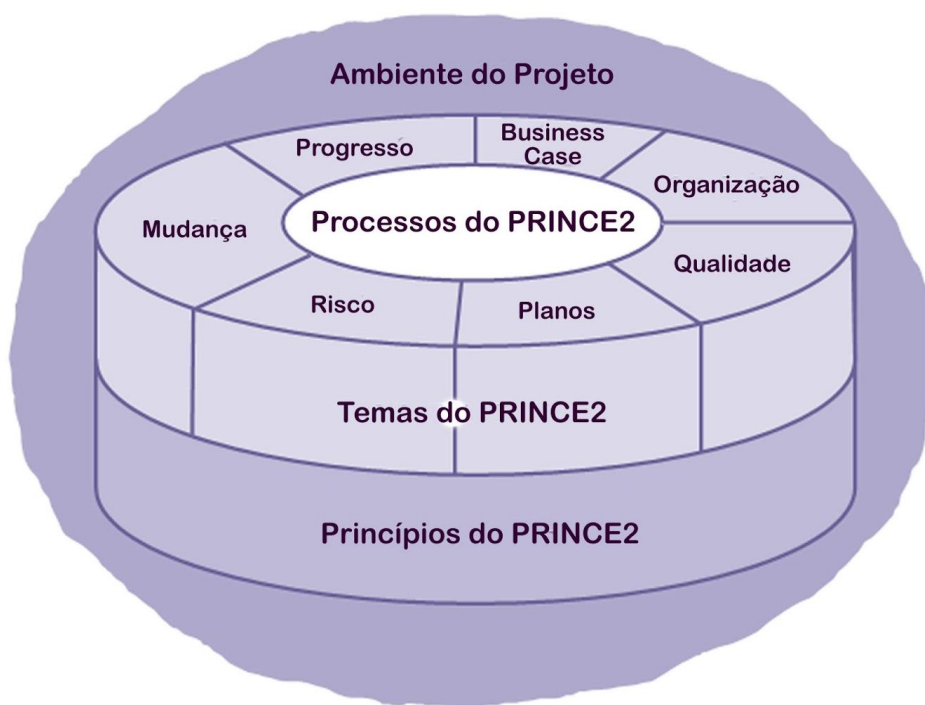 Ambiente do Projeto
Progresso
Business
Case
Organização
Mudança
Processos do PRINCE2
Qualidade
Risco
Planos
Temas do PRINCE2
Princípios do PRINCE2